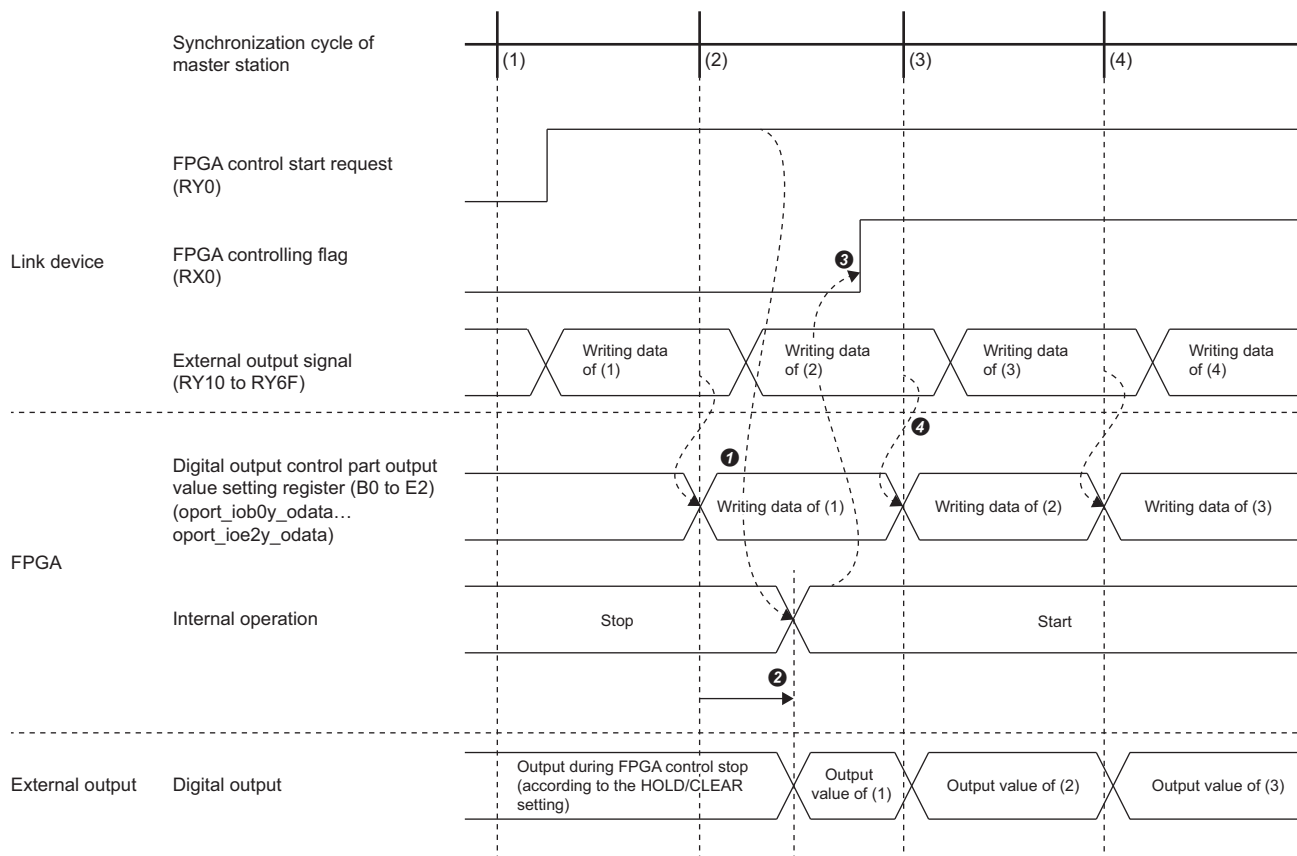 Synchronization cycle of
master station
(1)
(2)
(3)
(4)
FPGA control start request
(RY0)
Link device
FPGA controlling flag
(RX0)
❸
External output signal
(RY10 to RY6F)
Writing data
of (1)
Writing data
of (2)
Writing data
of (3)
Writing data
of (4)
❹
❶
Digital output control part output
value setting register (B0 to E2)
(oport_iob0y_odata…
oport_ioe2y_odata)
Writing data of (1)
Writing data of (2)
Writing data of (3)
FPGA
Internal operation
Stop
Start
❷
External output
Digital output
Output during FPGA control stop
(according to the HOLD/CLEAR
setting)
Output
value of (1)
Output value of (2)
Output value of (3)